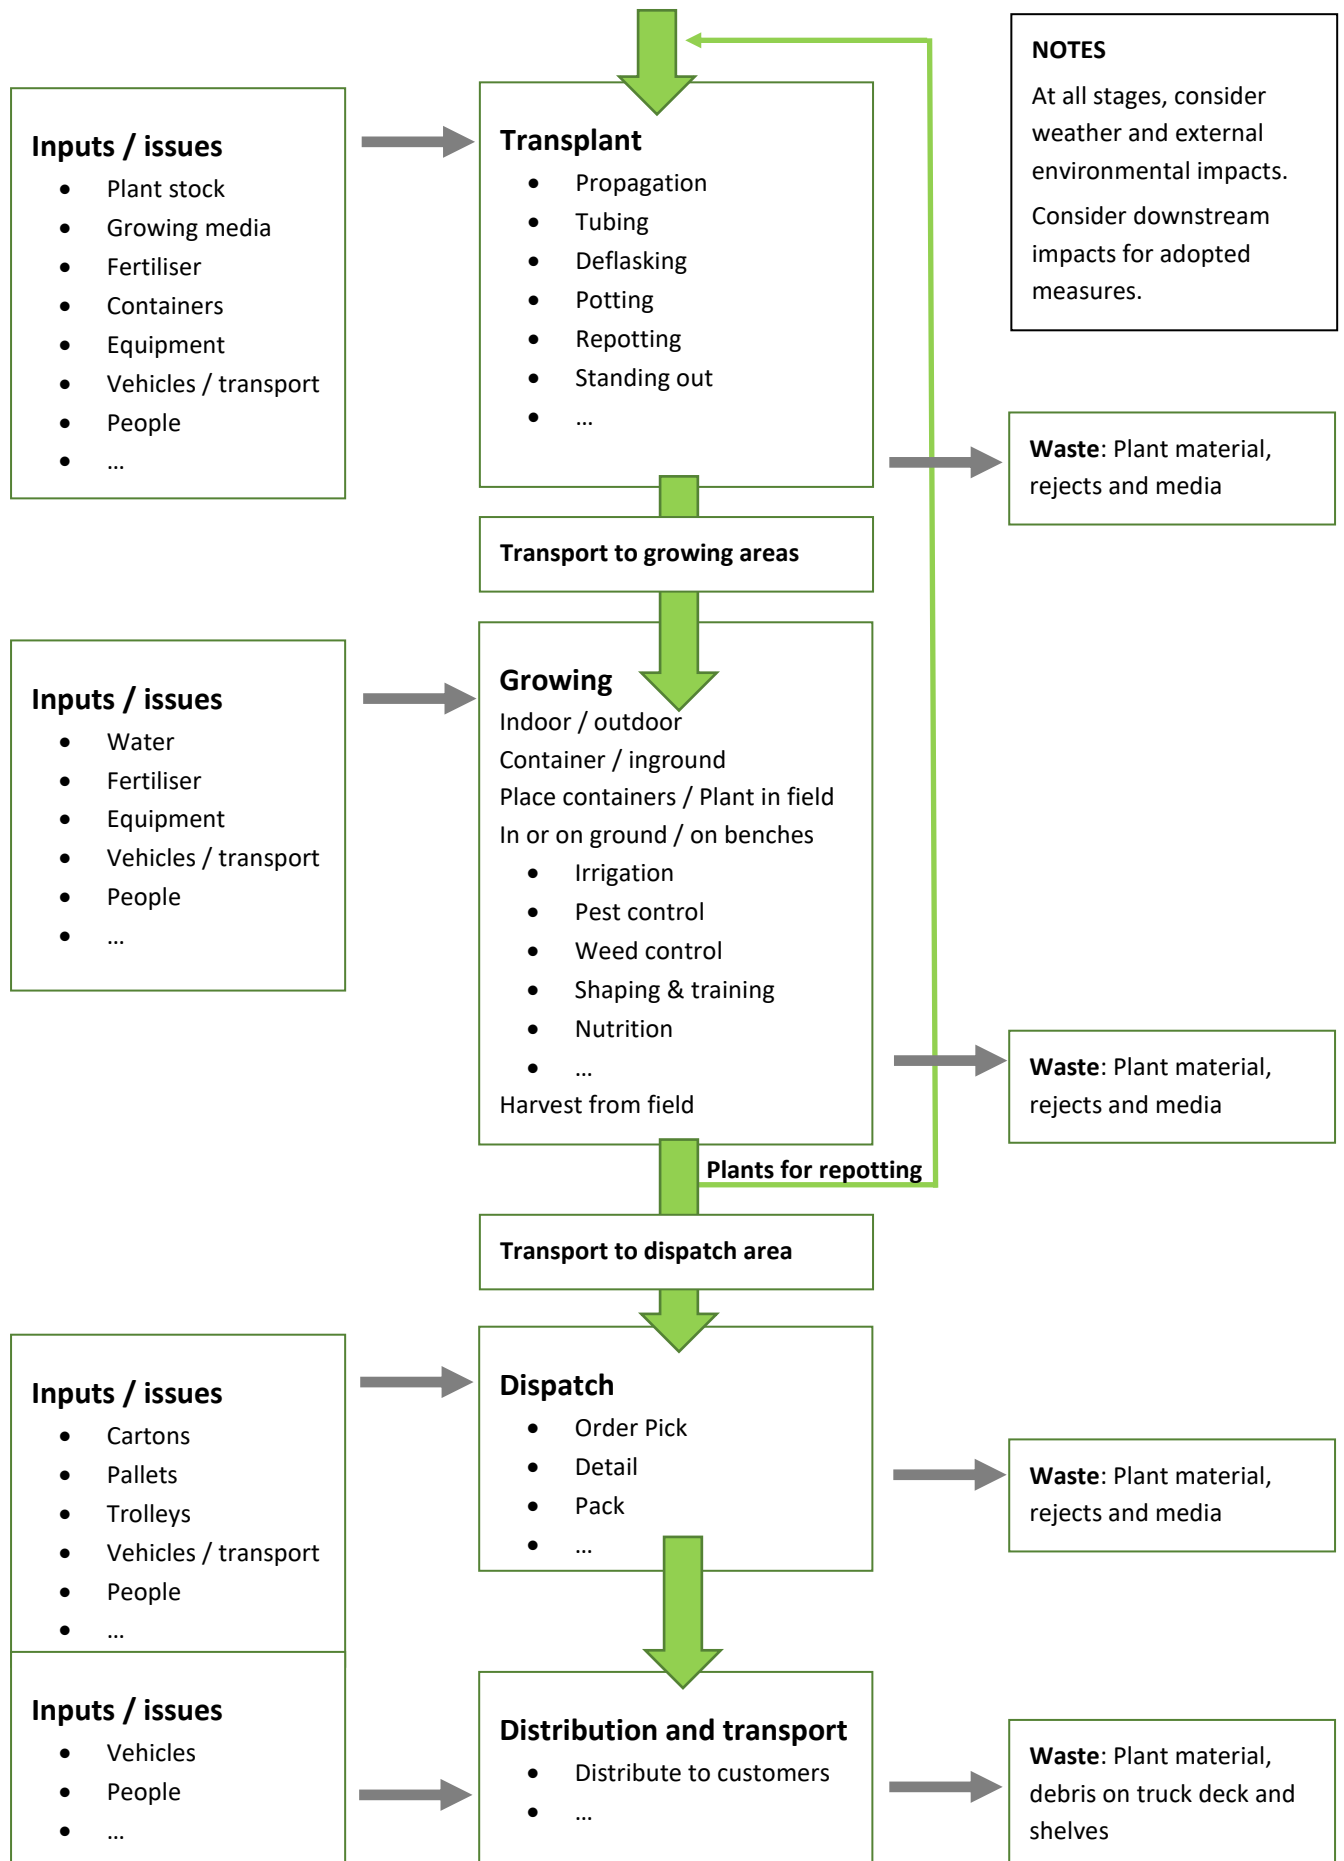 NOTES
At all stages, consider
weather and external
environmental impacts.
Consider downstream
impacts for adopted
measures.
Inputs / issues
• Plant stock
• Growing media
• Fertiliser
• Containers
• Equipment
• Vehicles / transport
• People
• ...
Transplant
• Propagation
• Tubing
• Deflasking
• Potting
• Repotting
• Standing out
• ...
Waste: Plant material,
rejects and media
Transport to growing areas
Inputs / issues
• Water
• Fertiliser
• Equipment
• Vehicles / transport
• People
• ...
Growing
Indoor / outdoor
Container / inground
Place containers / Plant in field
In or on ground / on benches
• Irrigation
• Pest control
• Weed control
• Shaping & training
• Nutrition
• ...
Harvest from field
Waste: Plant material,
rejects and media
Plants for repotting
Transport to dispatch area
Inputs / issues
• Cartons
• Pallets
• Trolleys
• Vehicles / transport
• People
• ...
Dispatch
• Order Pick
• Detail
• Pack
• ...
Waste: Plant material,
rejects and media
Inputs / issues
• Vehicles
• People
• ...
Distribution and transport
• Distribute to customers
• ...
Waste: Plant material,
debris on truck deck and
shelves